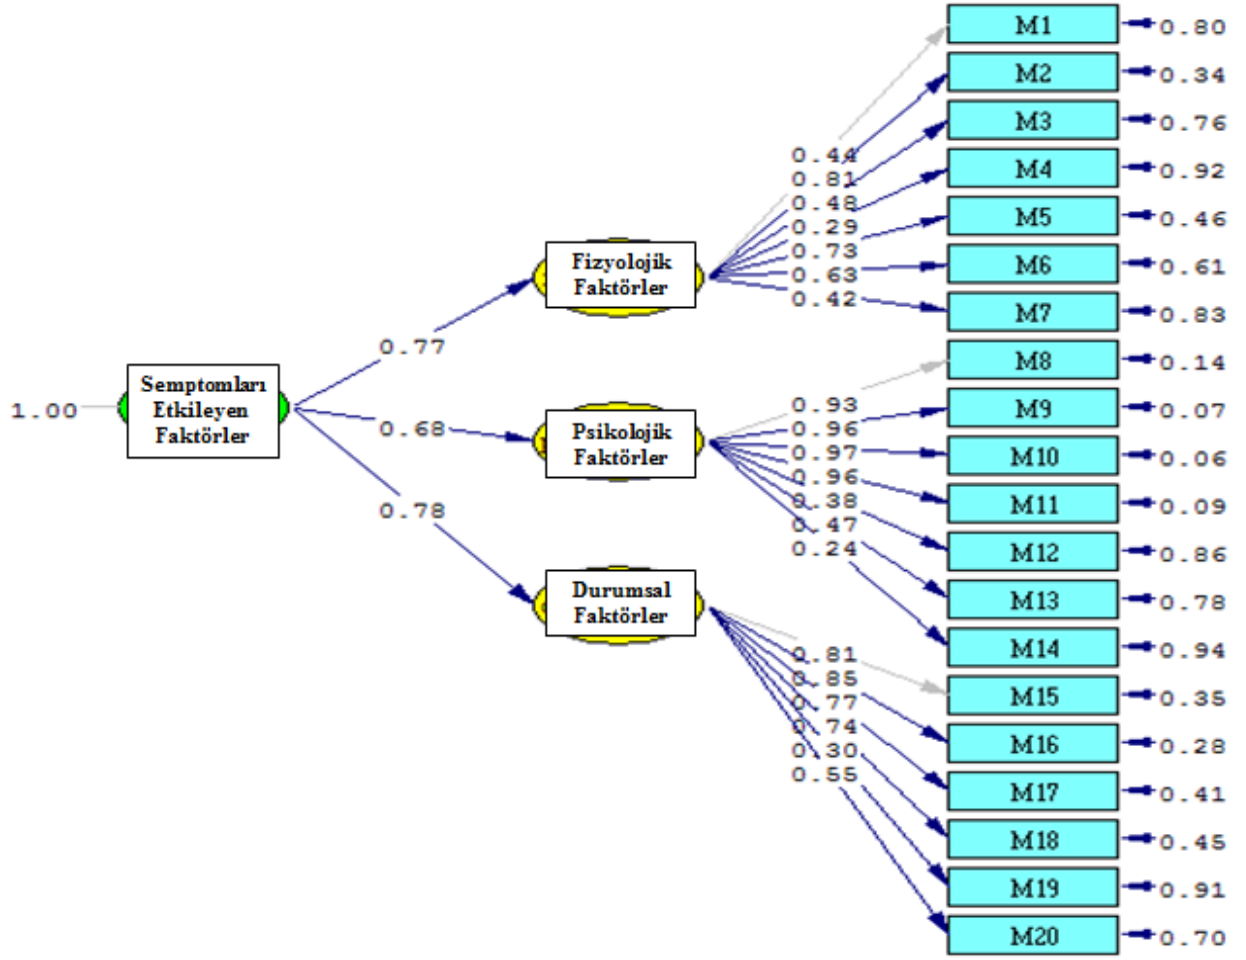 1.00
Semptomları
Etkileyen
Faktörler
0.77
0.68
0.78
Fizyolojik
Faktörler
Psikolojik
Faktörler
Durumsal
Faktörler
0.44
0.81
0.48
0.29
0.73
0.63
0.42
0.93
0.96
0.97
0.96
0.38
0.47
0.24
0.81
0.85
0.77
0.74
0.30
0.55
M1 0.80
M2 0.34
M3 0.76
M4 0.92
M5 0.46
M6 0.61
M7 0.83
M8 0.14
M9 0.07
M10 0.06
M11 0.09
M12 0.86
M13 0.78
M14 0.94
M15 0.35
M16 0.28
M17 0.41
M18 0.45
M19 0.91
M20 0.70